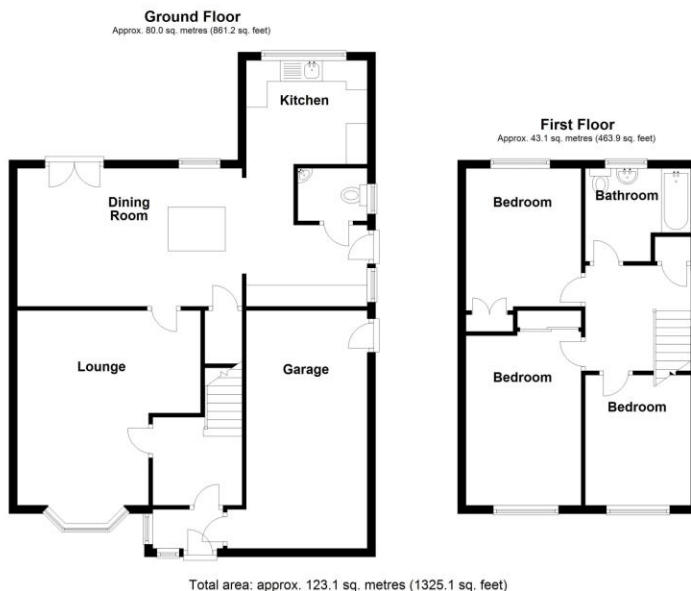 Ground Floor
Approx. 80.0 sq. metres (861.2 sq. feet)
Kitchen
Dining
Room
Lounge
Garage
First Floor
Approx. 43.1 sq. metres (463.9 sq. feet)
Bedroom
Bathroom
Bedroom
Bedroom
Total area: approx. 123.1 sq. metres (1325.1 sq. feet)